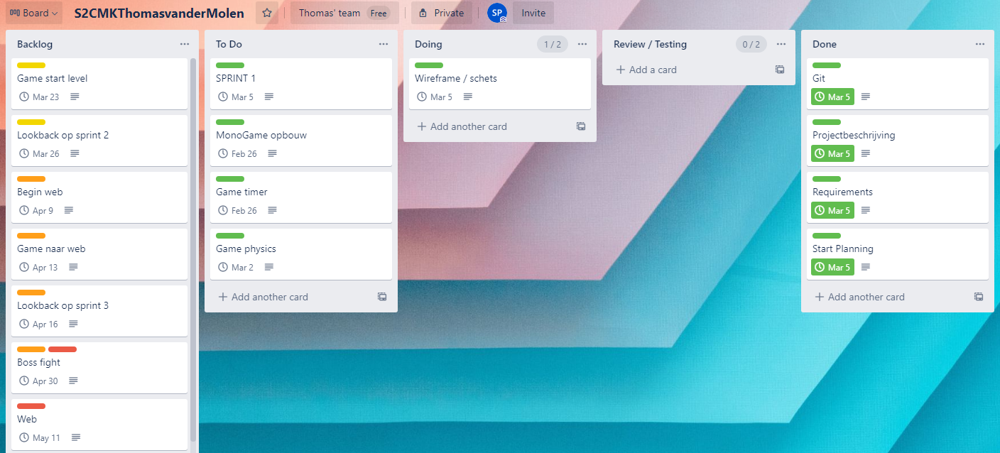 Board
S2CMKThomasvanderMolen
Thomas' team Free
Private
SP
Invite
Backlog
Game start level
Mar 23
Lookback op sprint 2
Mar 26
Begin web
Apr 9
Game naar web
Apr 13
Lookback op sprint 3
Apr 16
Boss fight
Apr 30
Web
May 11
To Do
SPRINT 1
Mar 5
MonoGame opbouw
Feb 26
Game timer
Feb 26
Game physics
Mar 2
Add another card
Doing
1 / 2
Wireframe / schets
Mar 5
Add another card
Review / Testing
0 / 2
Add a card
Done
Git
Mar 5
Projectbeschrijving
Mar 5
Requirements
Mar 5
Start Planning
Mar 5
Add another card